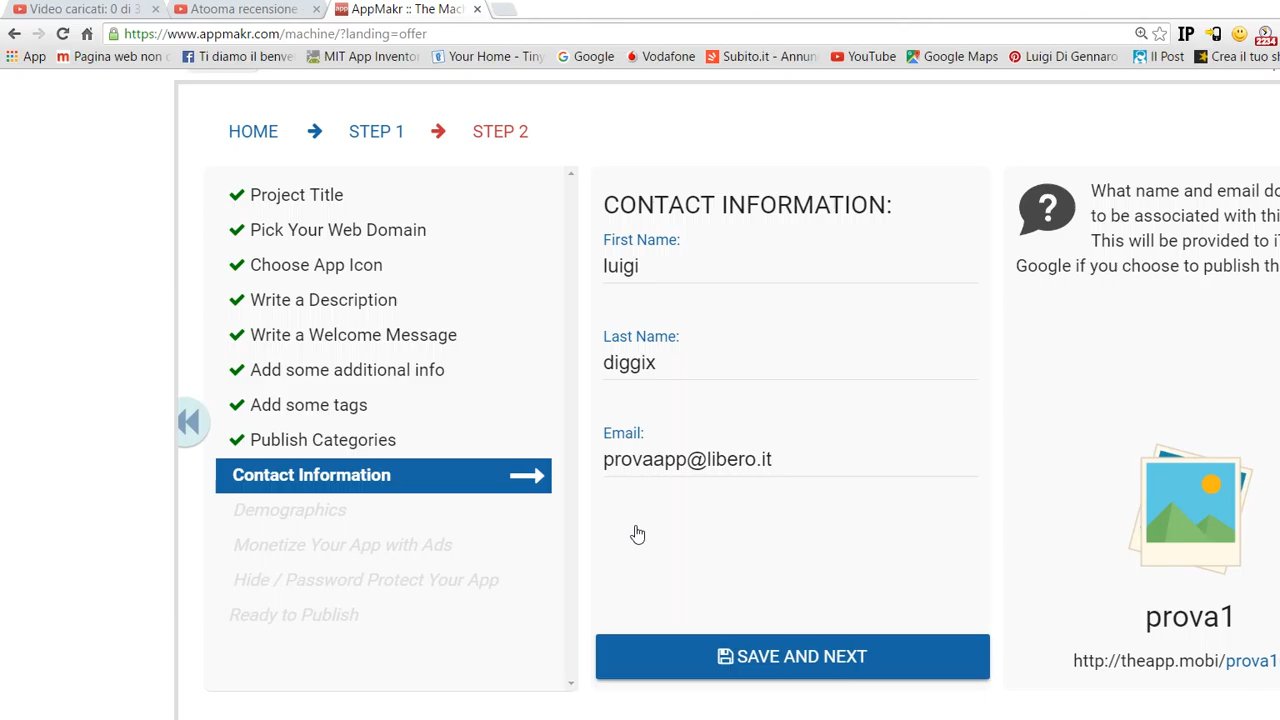 Video caricati: 0 di 3
Atooma recensione
AppMakr :: The Mac
https://www.appmakr.com/machine/?landing=offer
IP
2234
App
Pagina web non
Ti diamo il benve
MIT App Invento
Your Home - Tiny
Google
Vodafone
Subito.it - Annun
YouTube
Google Maps
Luigi Di Gennaro
Il Post
Crea il tuo s
HOME
STEP 1
STEP 2
Project Title
Pick Your Web Domain
Choose App Icon
Write a Description
Write a Welcome Message
Add some additional info
Add some tags
Publish Categories
Contact Information
Demographics
Monetize Your App with Ads
Hide / Password Protect Your App
Ready to Publish
CONTACT INFORMATION:
First Name:
luigi
Last Name:
diggix
Email:
provaapp@libero.it
SAVE AND NEXT
?
What name and email do
to be associated with thi
This will be provided to i
Google if you choose to publish th
prova1
http://theapp.mobi/prova1